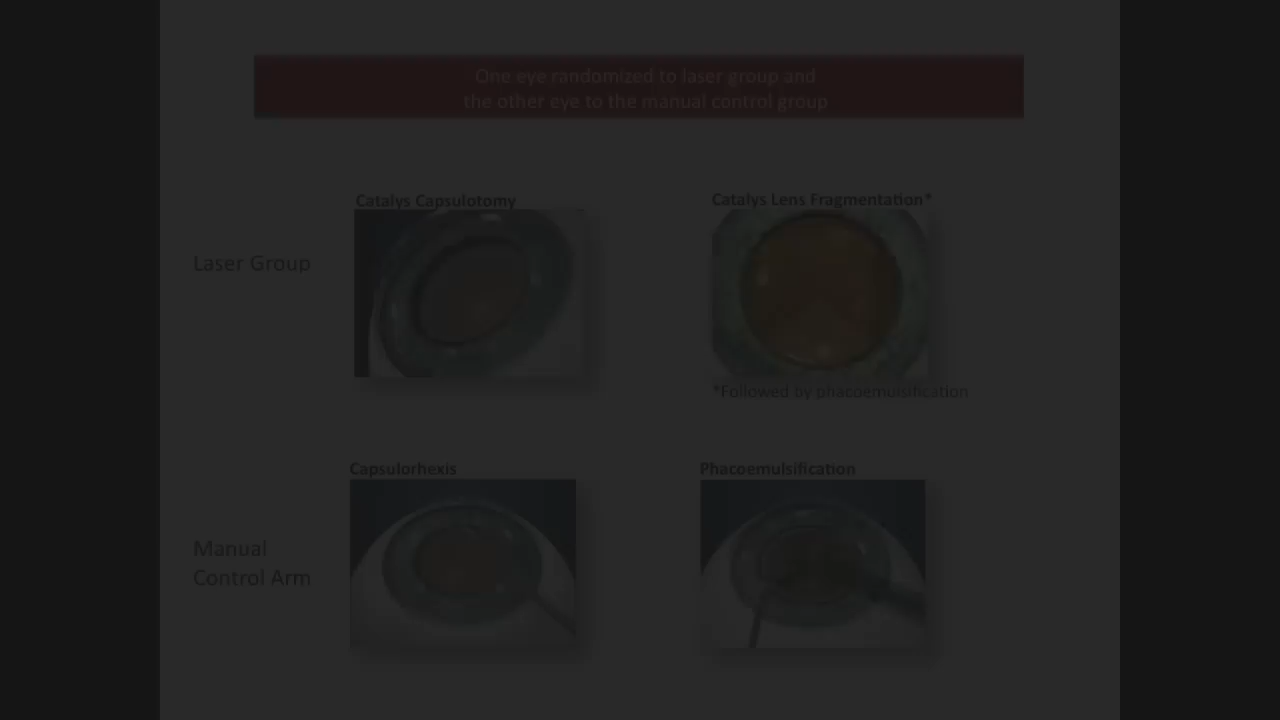 One eye randomized to laser group and
the other eye to the manual control group
Catalys Capsulotomy
Catalys Lens Fragmentation*
Laser Group
*Followed by phacoemulsification
Capsulorhexis
Phacoemulsification
Manual
Control Arm